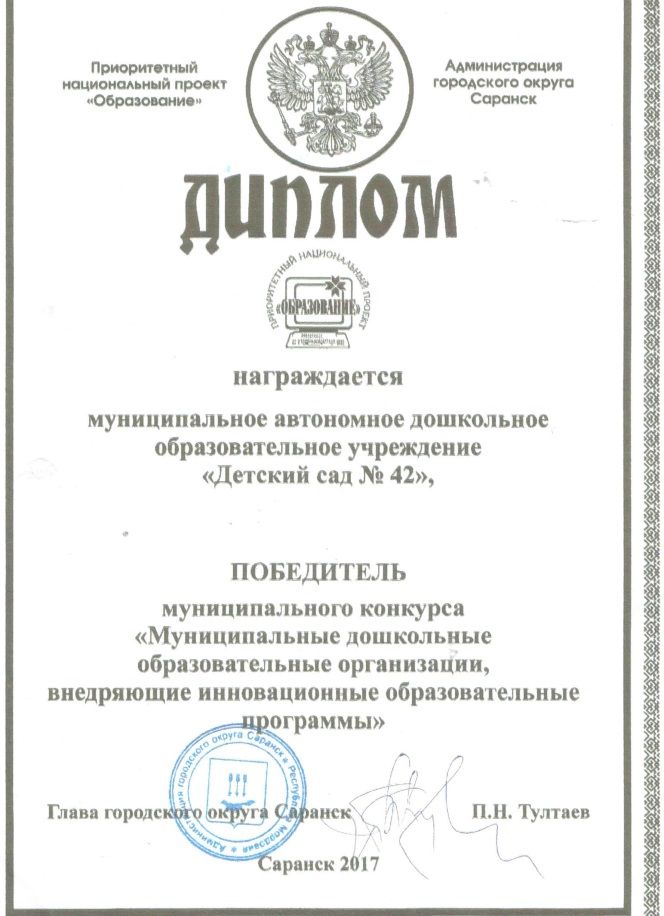 Приоритетный
национальный проект
«Образование»
Администрация
городского округа
Саранск
ДИПЛОМ
ПРИОРИТЕТНЫЙ НАЦИОНАЛЬНЫЙ ПРОЕКТ
«ОБРАЗОВАНИЕ»
награждается
муниципальное автономное дошкольное
образовательное учреждение
«Детский сад № 42»,
ПОБЕДИТЕЛЬ
муниципального конкурса
«Муниципальные дошкольные
образовательные организации,
внедряющие инновационные образовательные
программы»
Администрация городского округа Саранск Республики Мордовия
Глава городского округа Саранск
П.Н. Тултаев
Саранск 2017